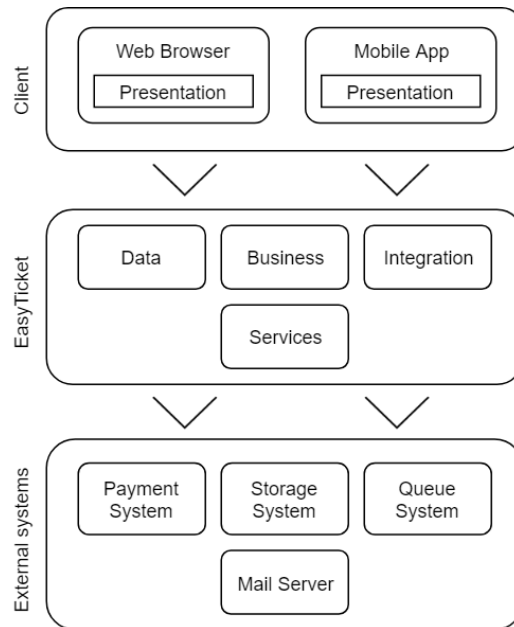 Client
Web Browser
Presentation
Mobile App
Presentation
EasyTicket
Data
Business
Integration
Services
External systems
Payment
System
Storage
System
Queue
System
Mail Server